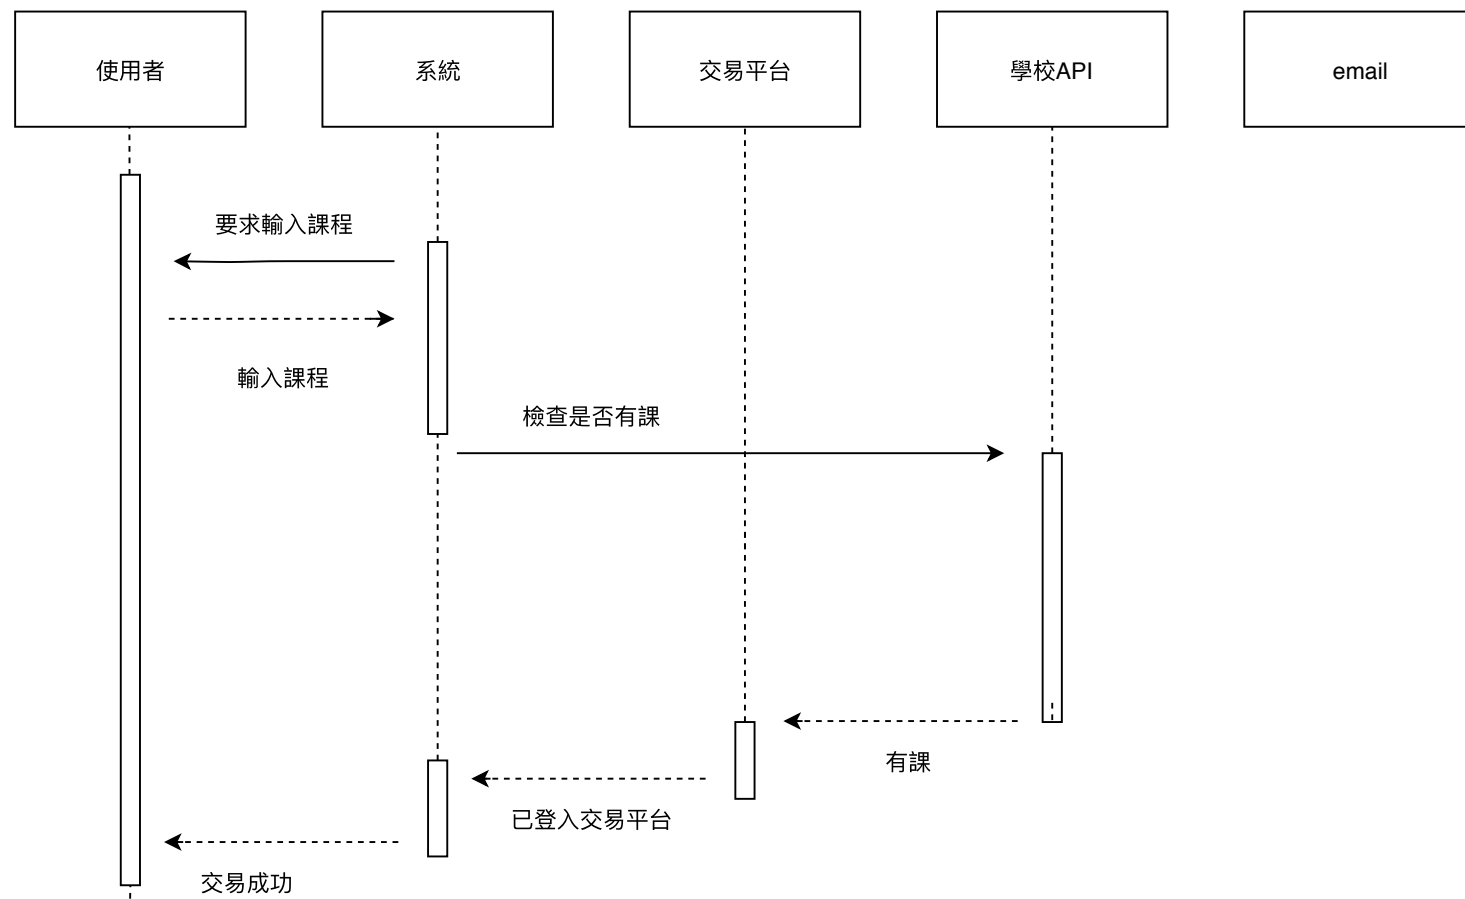 使用者
系統
交易平台
學校API
email
要求輸入課程
輸入課程
檢查是否有課
有課
已登入交易平台
交易成功